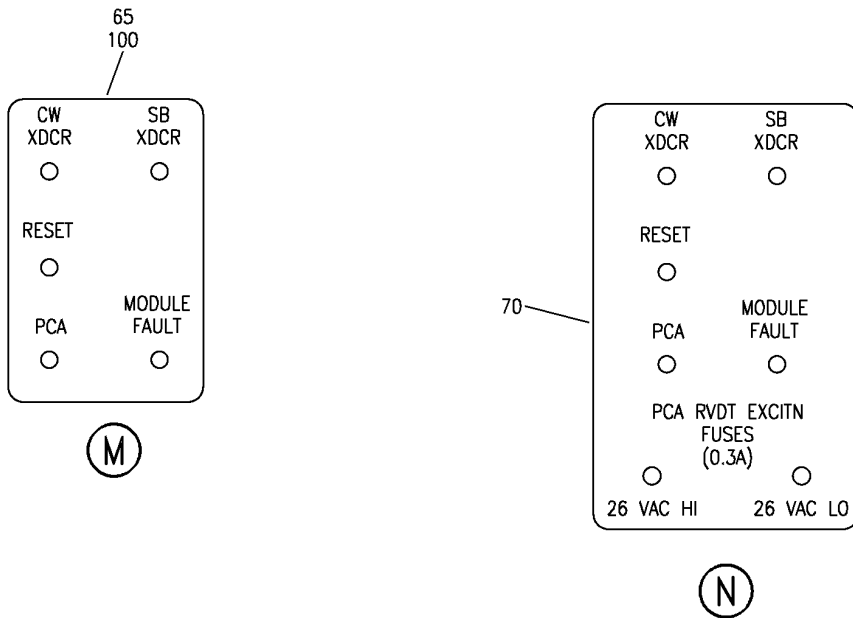 65
100
CW XDCR
SB XDCR
RESET
PCA
MODULE FAULT
M
70
CW XDCR
SB XDCR
RESET
PCA
MODULE FAULT
PCA RVDT EXCITN
FUSES
(0.3A)
26 VAC HI
26 VAC LO
N